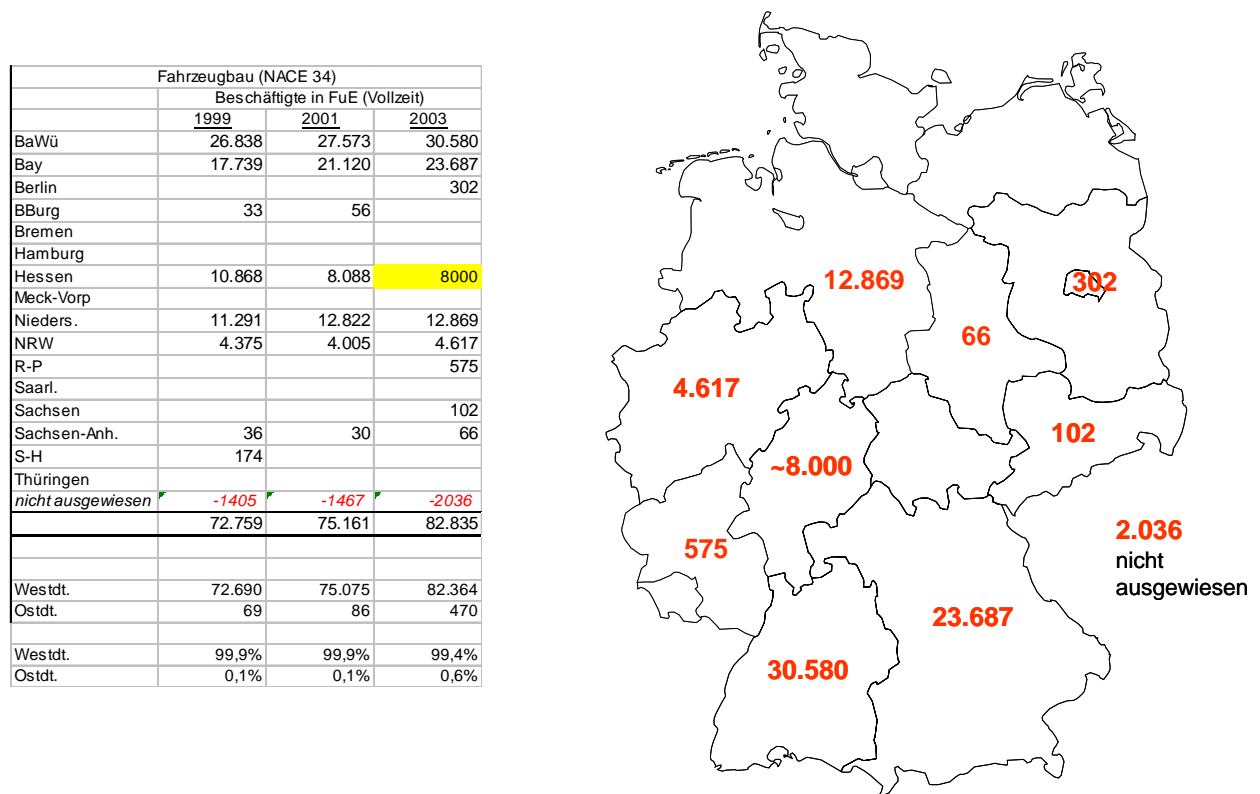 Fahrzeugbau (NACE 34)
Beschäftigte in FuE (Vollzeit)
1999 2001 2003
BaWü 26.838 27.573 30.580
Bay 17.739 21.120 23.687
Berlin 302
BBurg 33 56
Bremen
Hamburg
Hessen 10.868 8.088 8000
Meck-Vorp
Nieders. 11.291 12.822 12.869
NRW 4.375 4.005 4.617
R-P 575
Saarl.
Sachsen 102
Sachsen-Anh. 36 30 66
S-H 174
Thüringen
nicht ausgewiesen -1405 -1467 -2036
72.759 75.161 82.835
Westdt. 72.690 75.075 82.364
Ostdt. 69 86 470
Westdt. 99,9% 99,9% 99,4%
Ostdt. 0,1% 0,1% 0,6%
12.869
302
66
4.617
102
~8.000
575
2.036
nicht
ausgewiesen
23.687
30.580